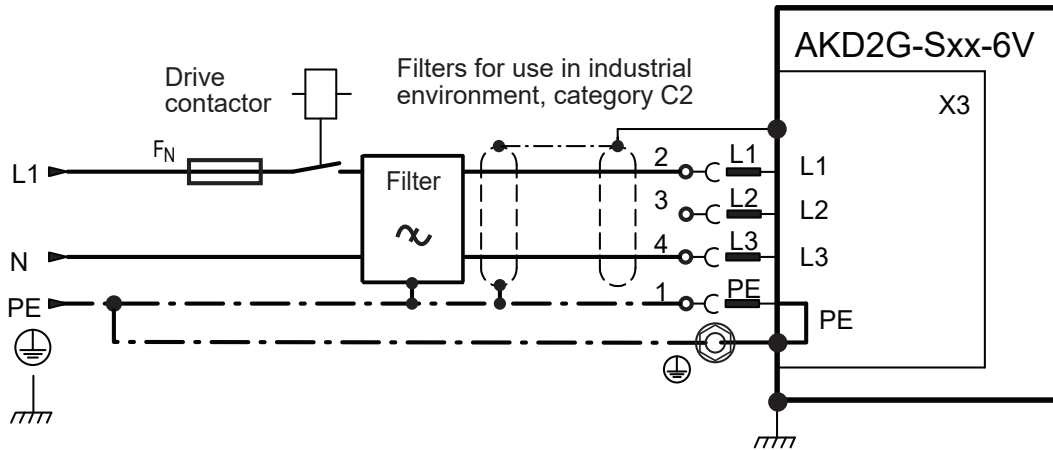 AKD2G-Sxx-6V
X3
Drive
contactor
Filters for use in industrial
environment, category C2
FN
L1
Filter
2
L1
L1
3
L2
L2
N
4
L3
L3
PE
1
PE
PE